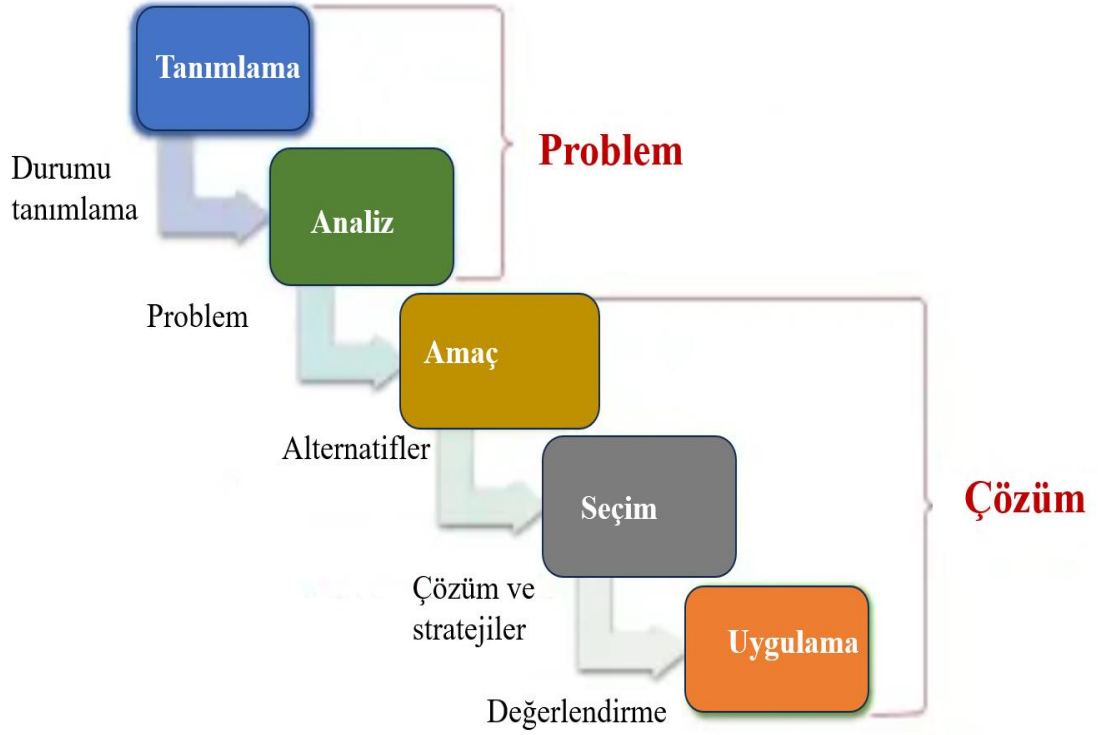 Tanımlama
Problem
Durumu
tanımlama
Analiz
Problem
Amaç
Alternatifler
Seçim
Çözüm
Çözüm ve
stratejiler
Uygulama
Değerlendirme